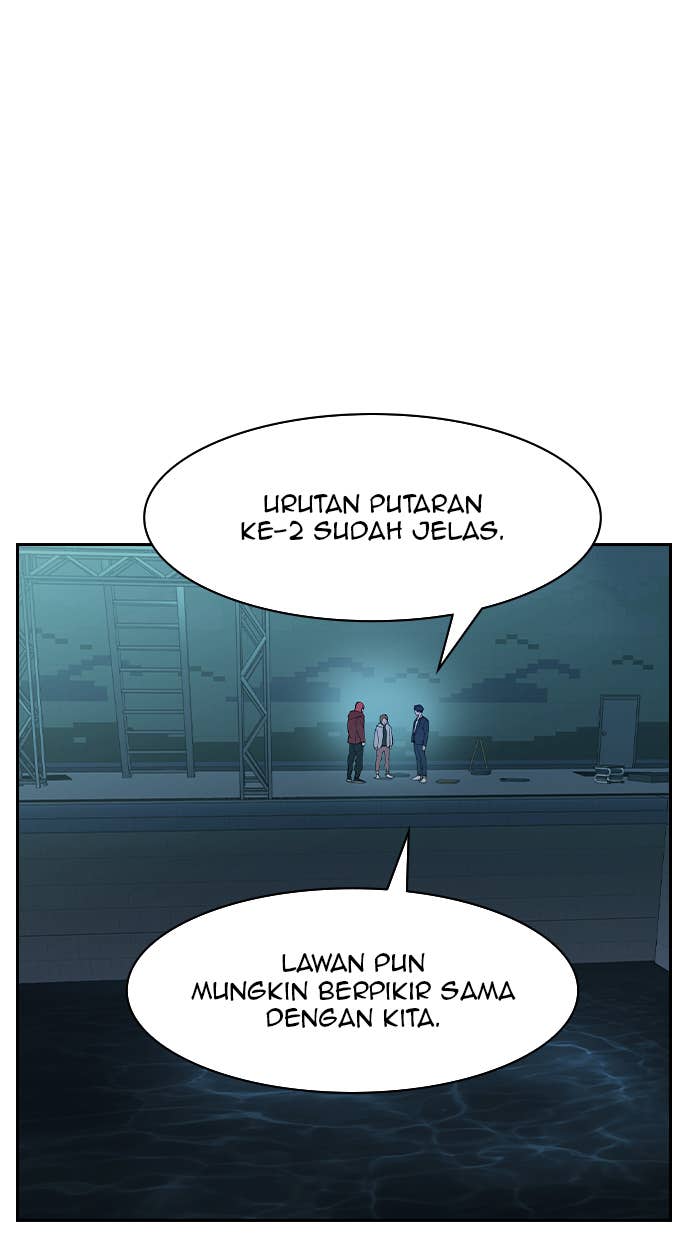 URUTAN PUTARAN
KE-2 SUDAH JELAS.
LAWAN PUN
MUNGKIN BERPIKIR SAMA
DENGAN KITA.